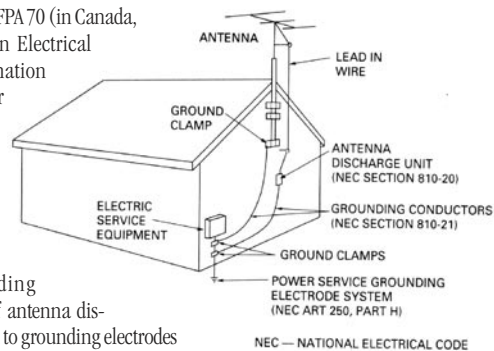 FPA 70 (in Canada,
n Electrical
nation
r
ding
antenna dis-
to grounding electrodes
ANTENNA
LEAD IN
WIRE
GROUND
CLAMP
ANTENNA
DISCHARGE UNIT
(NEC SECTION 810-20)
ELECTRIC
SERVICE
EQUIPMENT
GROUNDING CONDUCTORS
(NEC SECTION 810-21)
GROUND CLAMPS
POWER SERVICE GROUNDING
ELECTRODE SYSTEM
(NEC ART 250, PART H)
NEC — NATIONAL ELECTRICAL CODE